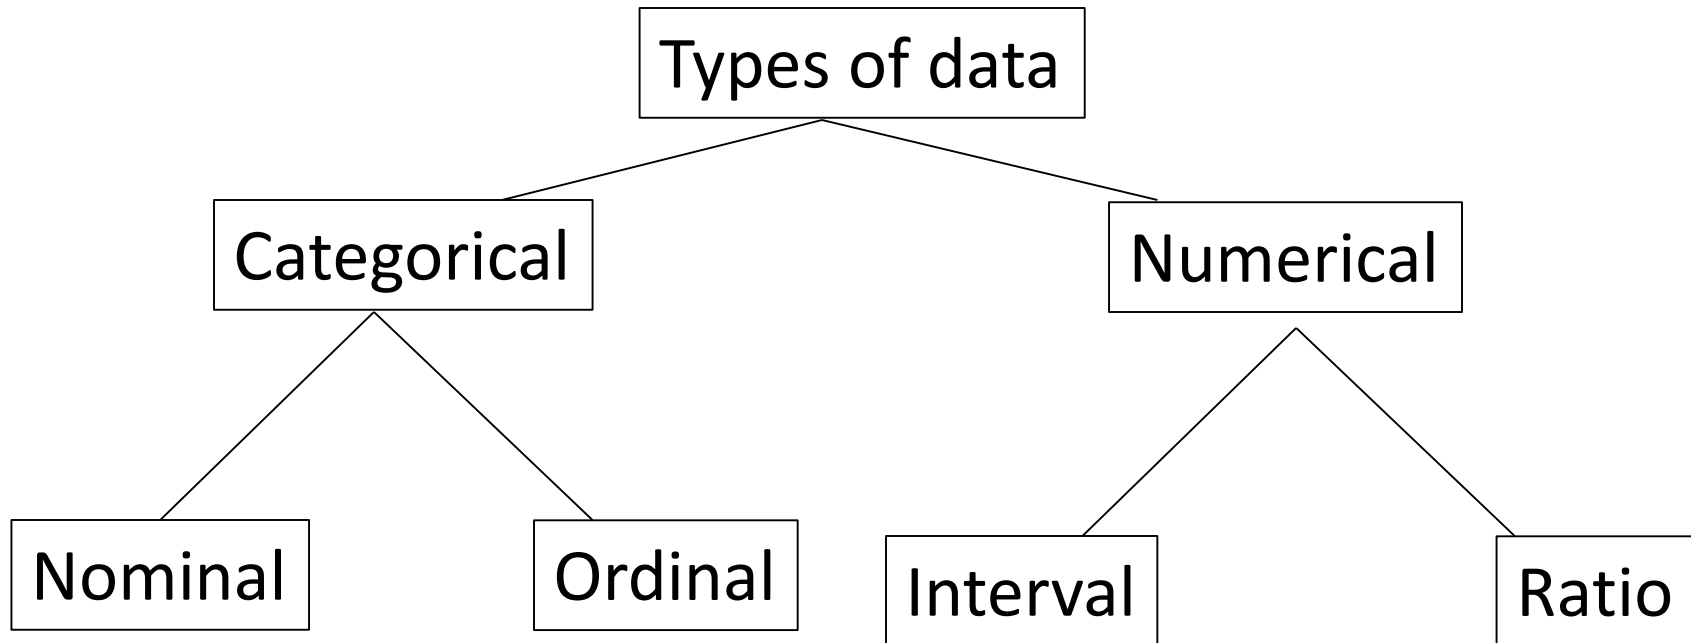 Types of data
Categorical
Numerical
Nominal
Ordinal
Interval
Ratio